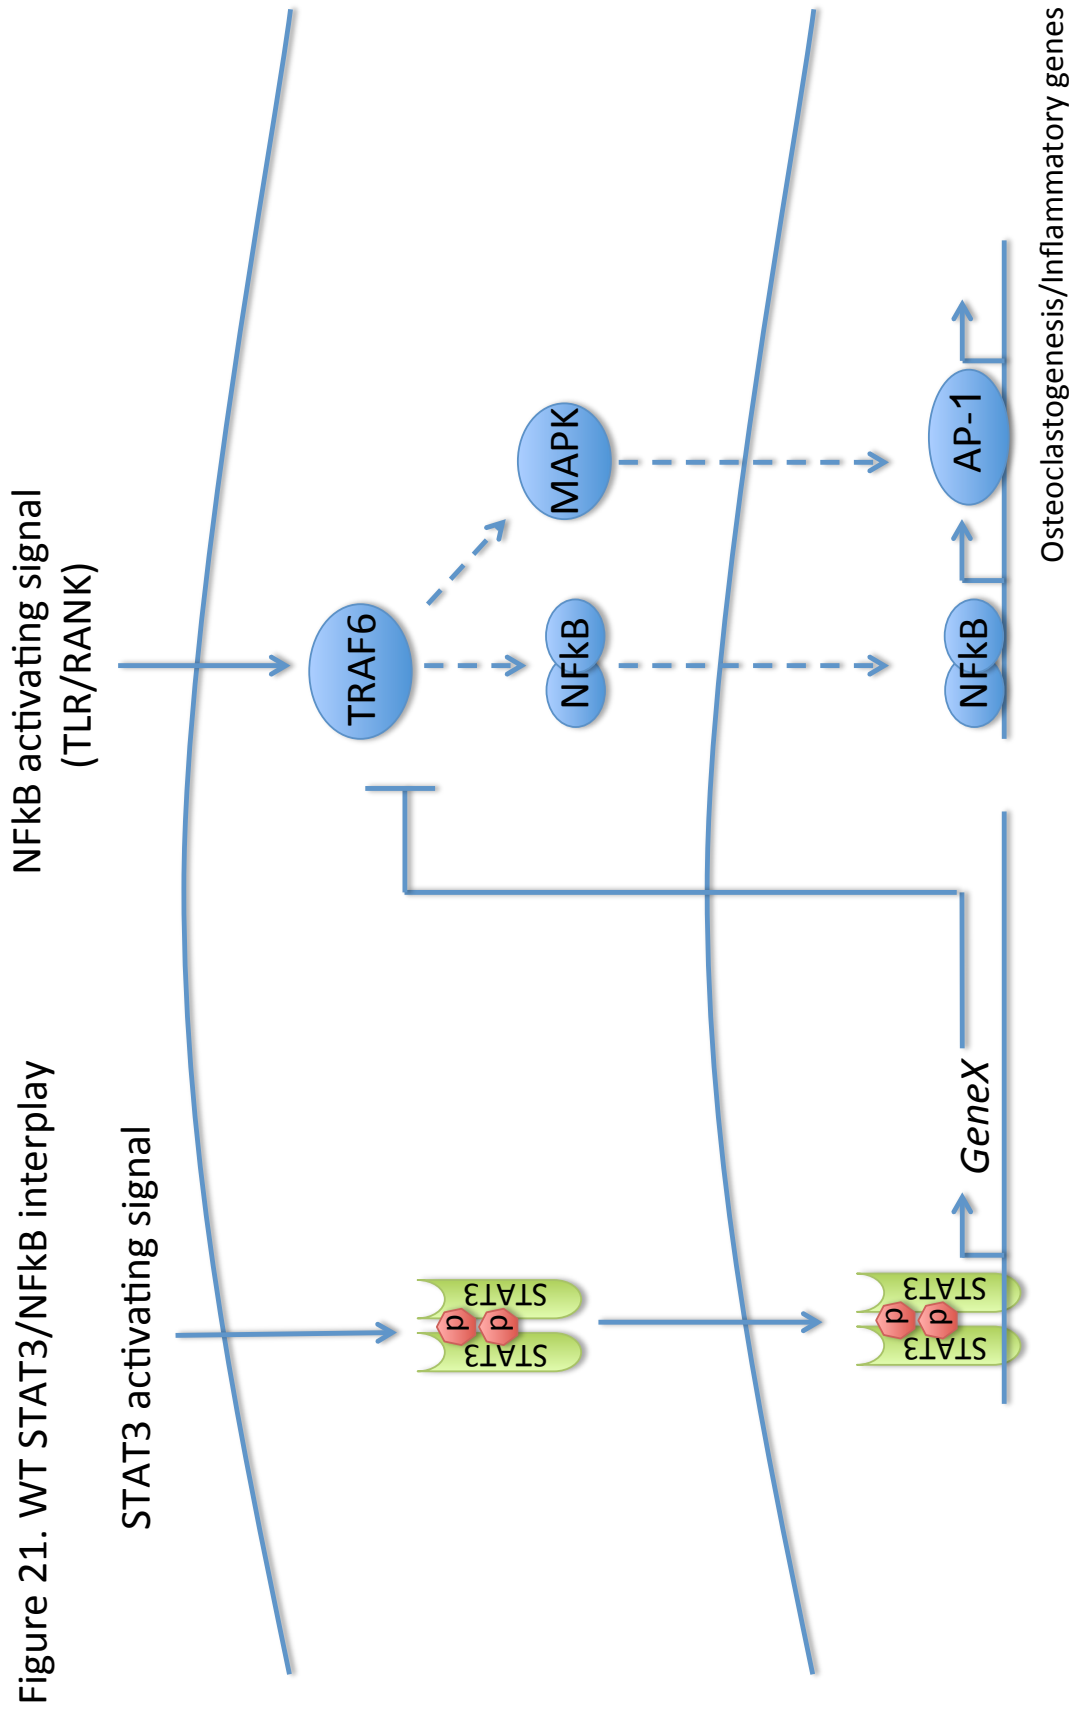 Figure 21. WT STAT3/NFkB interplay
NFkB activating signal
(TLR/RANK)
STAT3 activating signal
TRAF6
STAT3
STAT3
p
p
NFkB
MAPK
STAT3
STAT3
p
p
GeneX
NFkB
AP-1
Osteoclastogenesis/Inflammatory genes